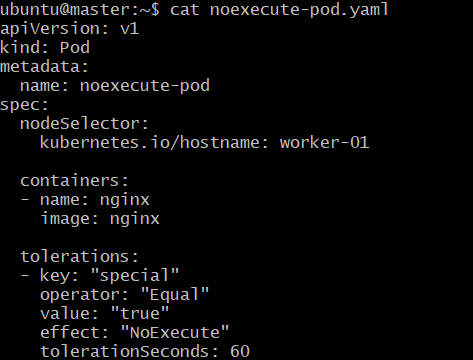 ubuntu@master:~$ cat noexecute-pod.yaml
apiVersion: v1
kind: Pod
metadata:
  name: noexecute-pod
spec:
  nodeSelector:
    kubernetes.io/hostname: worker-01

  containers:
  - name: nginx
    image: nginx

  tolerations:
  - key: "special"
    operator: "Equal"
    value: "true"
    effect: "NoExecute"
    tolerationSeconds: 60